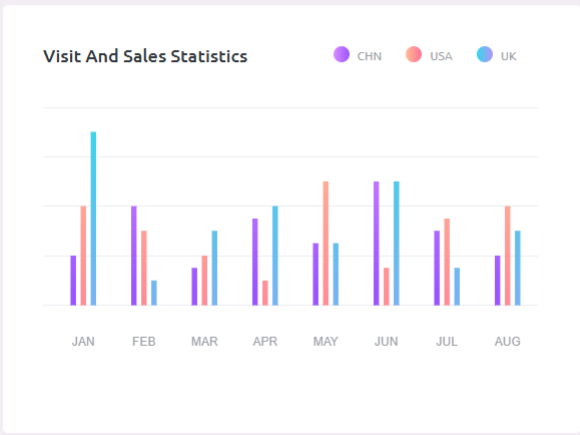 Visit And Sales Statistics
CHN USA UK
JAN FEB MAR APR MAY JUN JUL AUG